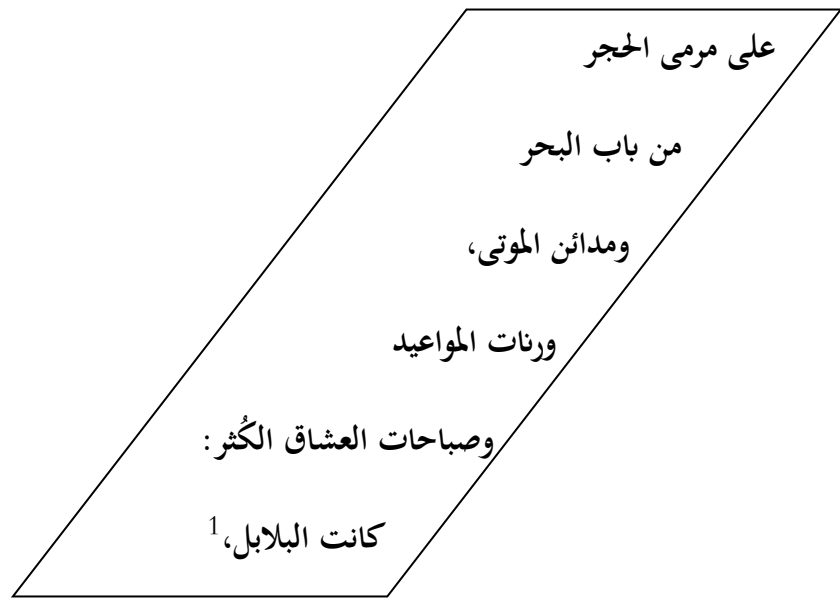 على مرمى الحجر
من باب البحر
ومدائن الموتى،
ورنات المواعيد
وصباحات العشاق الكُثر:
كانت البلابل،1